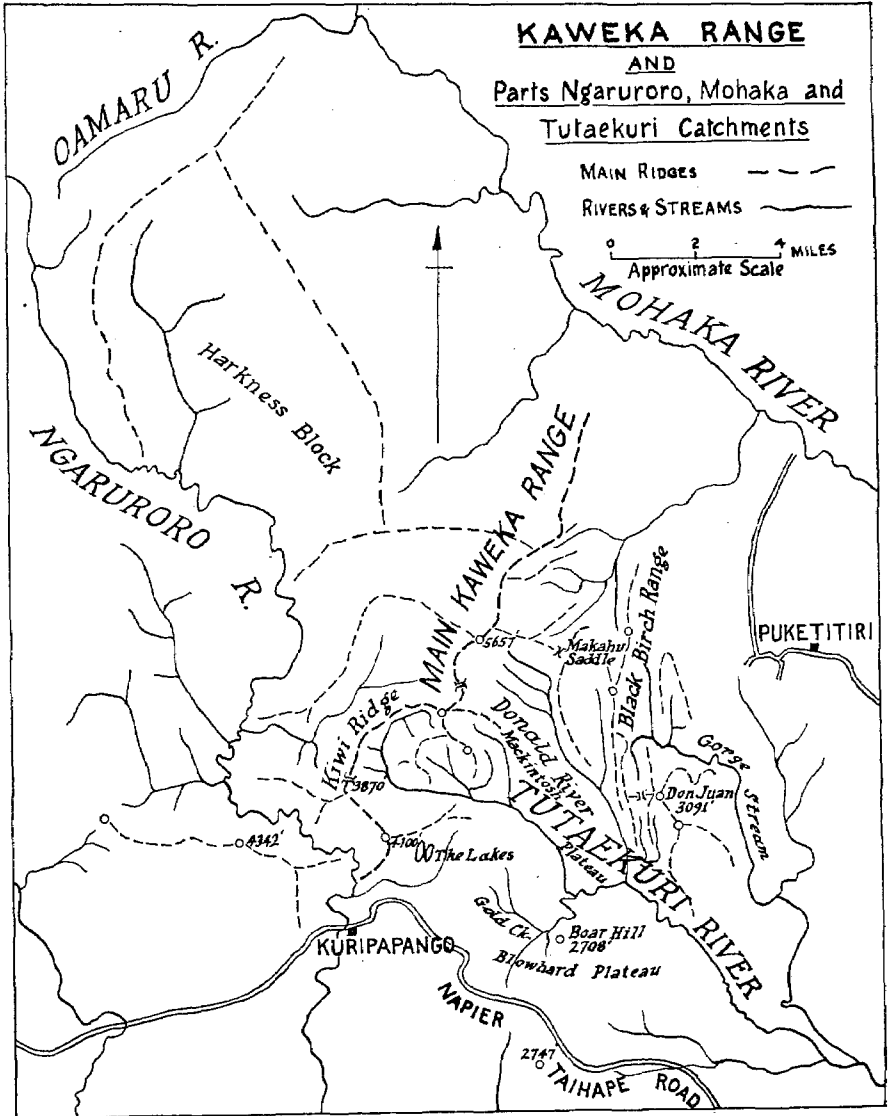 KAWEKA RANGE
AND
Parts Ngaruroro, Mohaka and
Tutaekuri Catchments
MAIN RIDGES
RIVERS & STREAMS
0 2 4 MILES
Approximate Scale
OAMARU R.
MOHAKA RIVER
Harkness Block
NGARURORO R.
MAIN KAWEKA RANGE
5657
Makahu
Saddle
Black Birch Range
PUKETITIRI
Kiwi Ridge
Donald River
Mackintosh
Plateau
Gorge Stream
3870
Don Juan
3091'
TUTAEKURI RIVER
4342
4100
The Lakes
Gold Ck.
Boar Hill
2708'
KURIPAPANGO
Blowhard Plateau
NAPIER
2747'
TAIHAPE ROAD